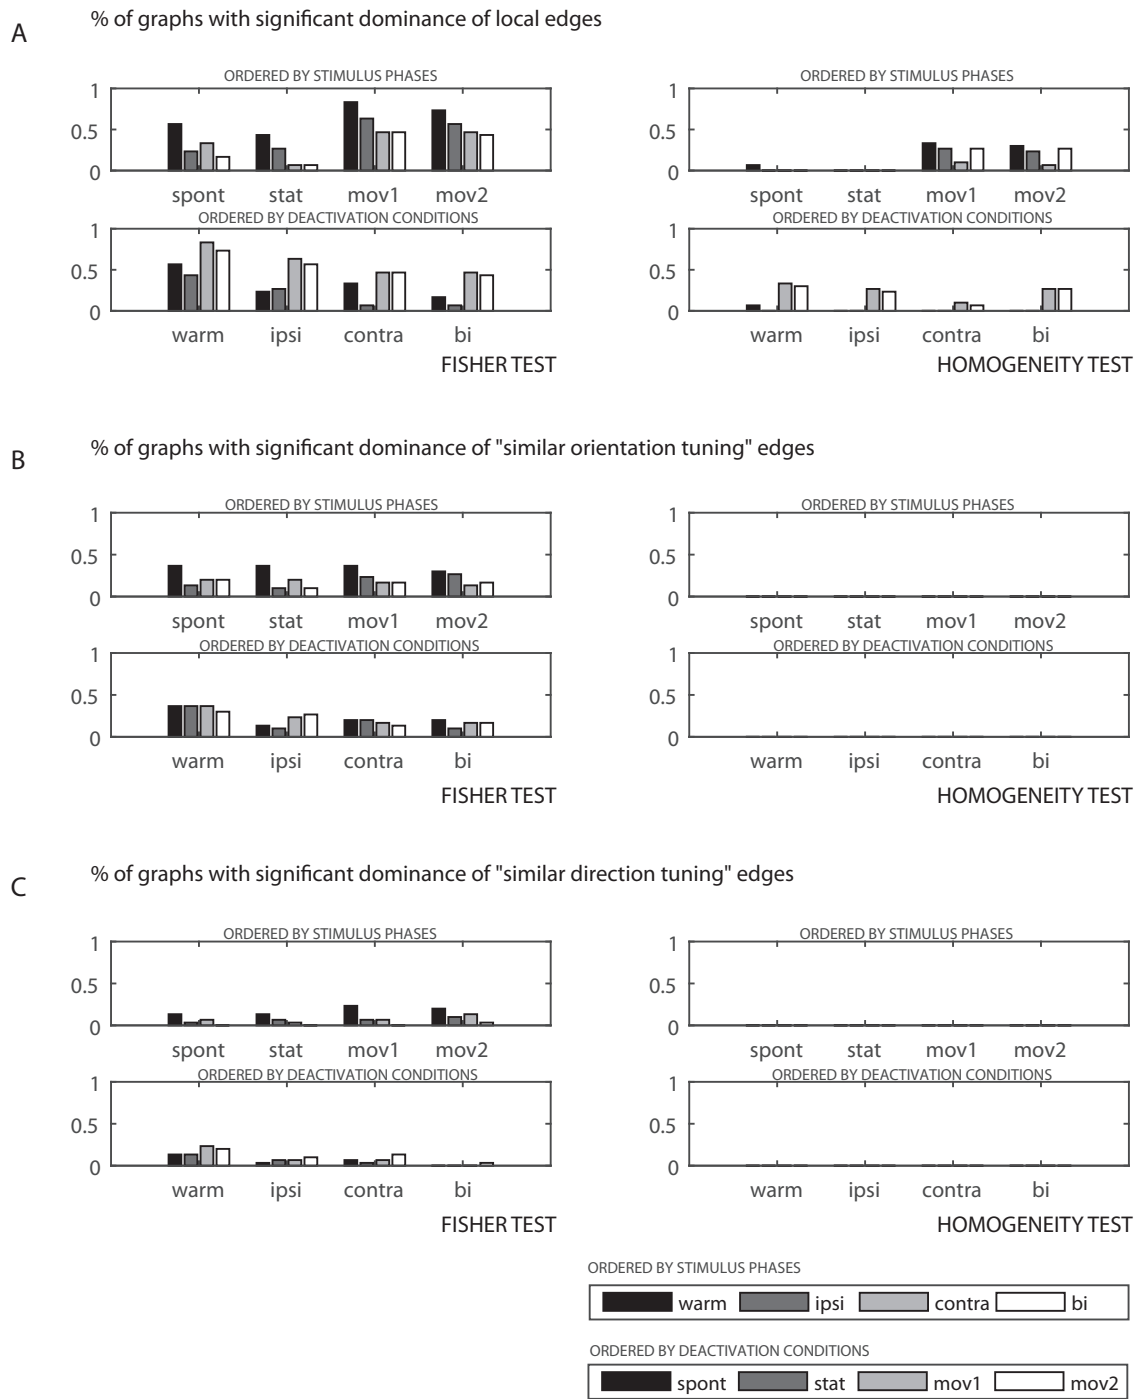 A
% of graphs with significant dominance of local edges
ORDERED BY STIMULUS PHASES
1
0.5
0
spont stat mov1 mov2
ORDERED BY DEACTIVATION CONDITIONS
1
0.5
0
warm ipsi contra bi
FISHER TEST
ORDERED BY STIMULUS PHASES
1
0.5
0
spont stat mov1 mov2
ORDERED BY DEACTIVATION CONDITIONS
1
0.5
0
warm ipsi contra bi
HOMOGENEITY TEST
B
% of graphs with significant dominance of "similar orientation tuning" edges
ORDERED BY STIMULUS PHASES
1
0.5
0
spont stat mov1 mov2
ORDERED BY DEACTIVATION CONDITIONS
1
0.5
0
warm ipsi contra bi
FISHER TEST
ORDERED BY STIMULUS PHASES
1
0.5
0
spont stat mov1 mov2
ORDERED BY DEACTIVATION CONDITIONS
1
0.5
0
warm ipsi contra bi
HOMOGENEITY TEST
C
% of graphs with significant dominance of "similar direction tuning" edges
ORDERED BY STIMULUS PHASES
1
0.5
0
spont stat mov1 mov2
ORDERED BY DEACTIVATION CONDITIONS
1
0.5
0
warm ipsi contra bi
FISHER TEST
ORDERED BY STIMULUS PHASES
1
0.5
0
spont stat mov1 mov2
ORDERED BY DEACTIVATION CONDITIONS
1
0.5
0
warm ipsi contra bi
HOMOGENEITY TEST
ORDERED BY STIMULUS PHASES
warm ipsi contra bi
ORDERED BY DEACTIVATION CONDITIONS
spont stat mov1 mov2